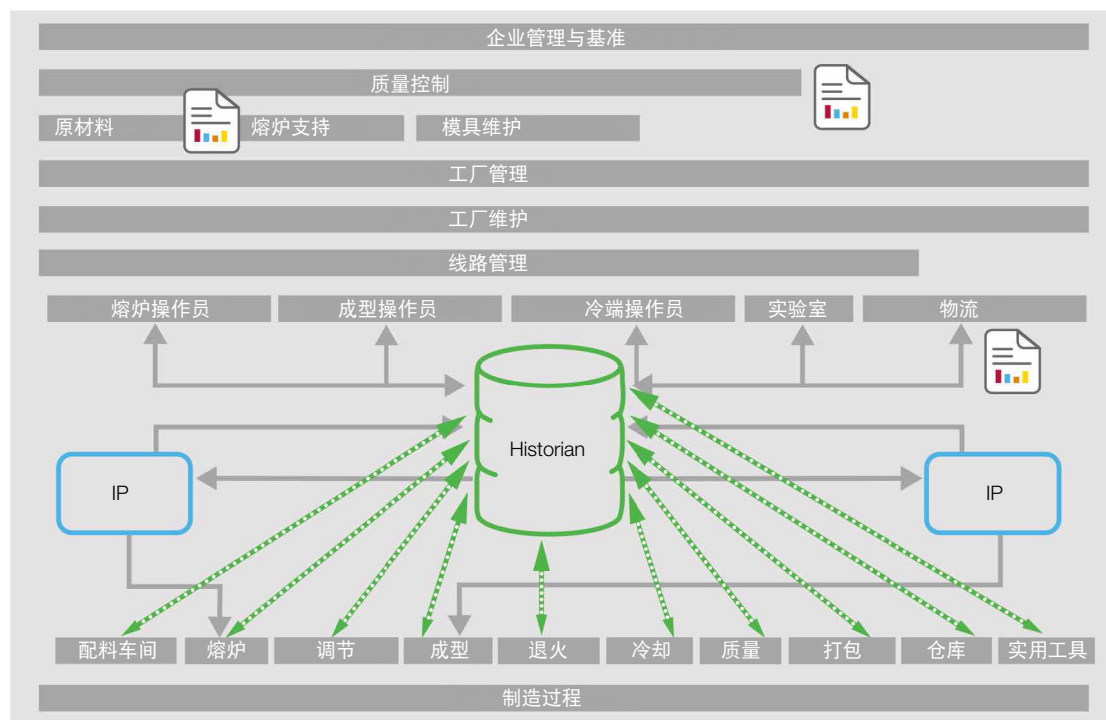 企业管理与基准
质量控制
原材料
熔炉支持
模具维护
工厂管理
工厂维护
线路管理
熔炉操作员
成型操作员
冷端操作员
实验室
物流
Historian
IP
IP
配料车间
熔炉
调节
成型
退火
冷却
质量
打包
仓库
实用工具
制造过程